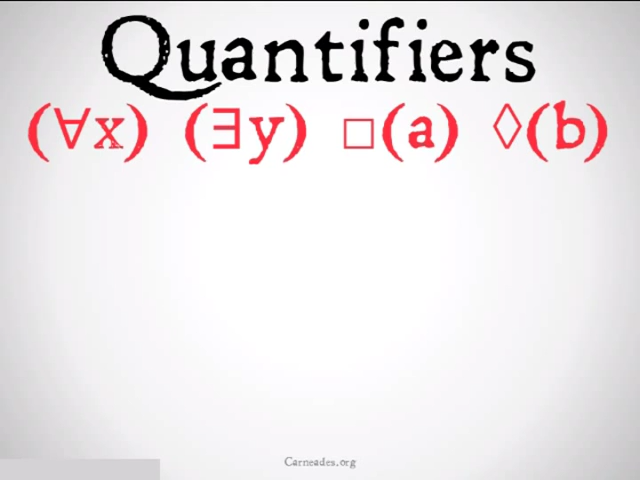 Quantifiers
(∀x) (∃y) □(a) ◊(b)
Carneades.org